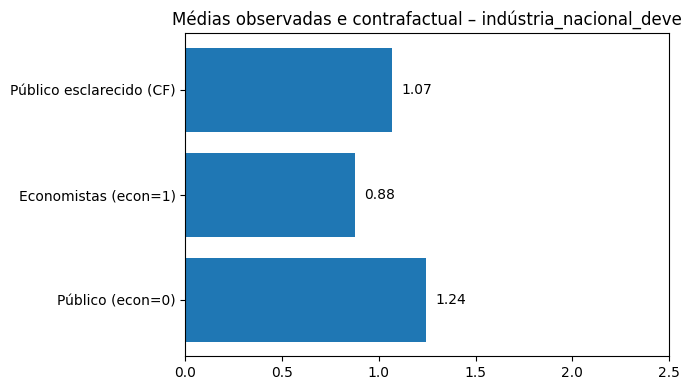 Médias observadas e contrafactual – indústria_nacional_deve
Público esclarecido (CF)
1.07
Economistas (econ=1)
0.88
Público (econ=0)
1.24
0.0 0.5 1.0 1.5 2.0 2.5